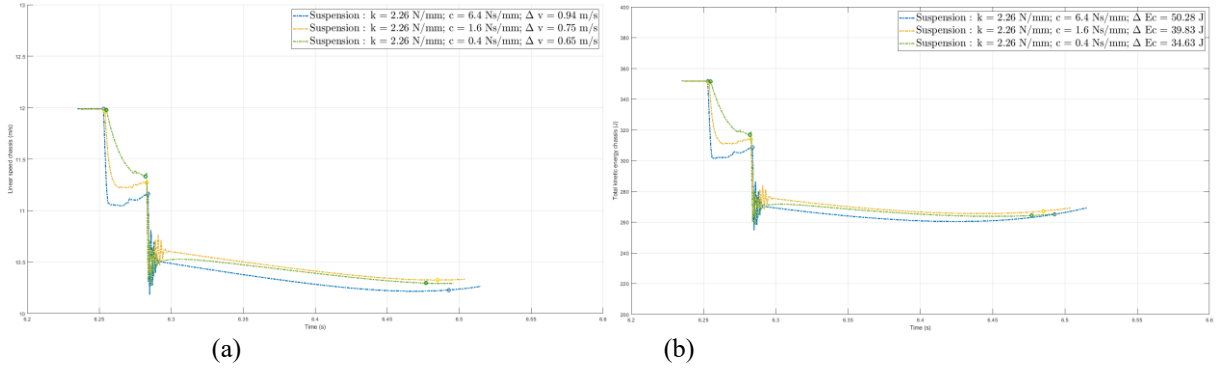 Suspension : k = 2.26 N/mm; c = 6.4 Ns/mm; Δ v = 0.94 m/s
Suspension : k = 2.26 N/mm; c = 1.6 Ns/mm; Δ v = 0.75 m/s
Suspension : k = 2.26 N/mm; c = 0.4 Ns/mm; Δ v = 0.65 m/s
13
12.5
12
11.5
11
10.5
10
Linear speed chassis (m/s)
6.2 6.25 6.3 6.35 6.4 6.45 6.5 6.55 6.6
Time (s)
(a)
Suspension : k = 2.26 N/mm; c = 6.4 Ns/mm; Δ Ec = 50.28 J
Suspension : k = 2.26 N/mm; c = 1.6 Ns/mm; Δ Ec = 39.83 J
Suspension : k = 2.26 N/mm; c = 0.4 Ns/mm; Δ Ec = 34.63 J
400
380
360
340
320
300
280
260
240
220
200
Total kinetic energy chassis (J)
6.2 6.25 6.3 6.35 6.4 6.45 6.5 6.55 6.6
Time (s)
(b)